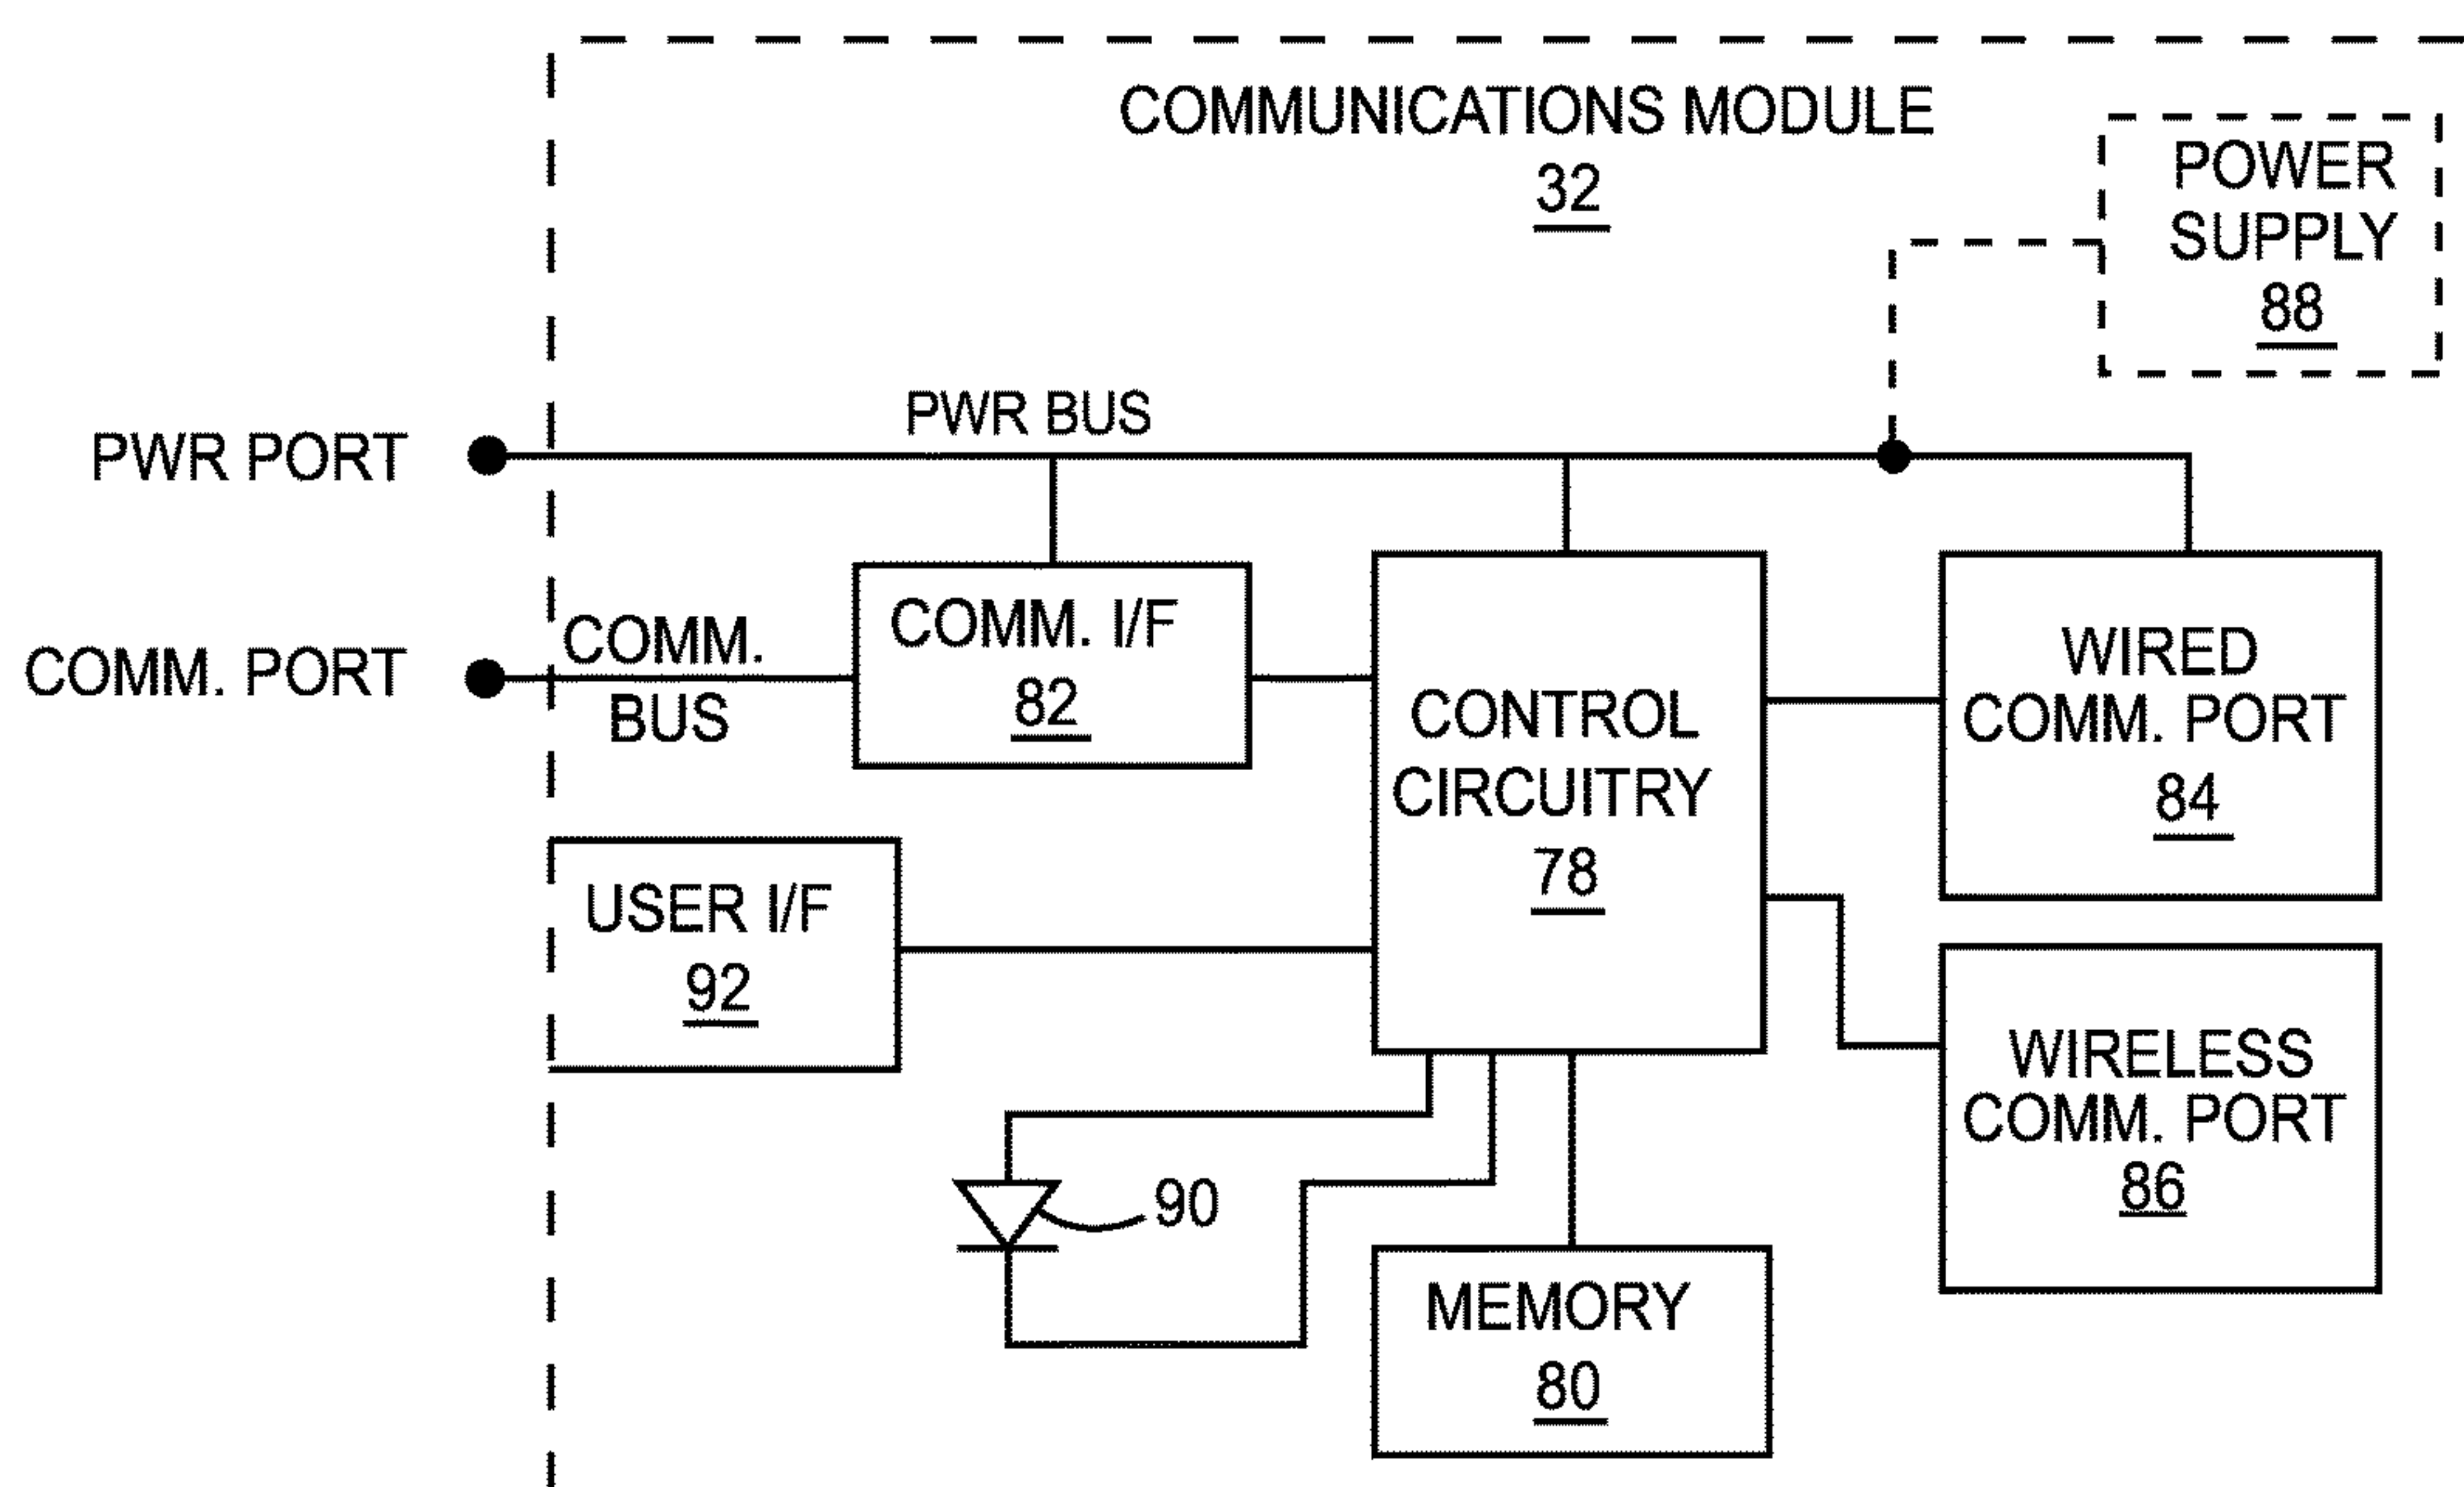 COMMUNICATIONS MODULE
32
POWER
SUPPLY
88
PWR BUS
PWR PORT
COMM. PORT
COMM.
BUS
COMM. I/F
82
CONTROL
CIRCUITRY
78
WIRED
COMM. PORT
84
USER I/F
92
WIRELESS
COMM. PORT
86
90
MEMORY
80